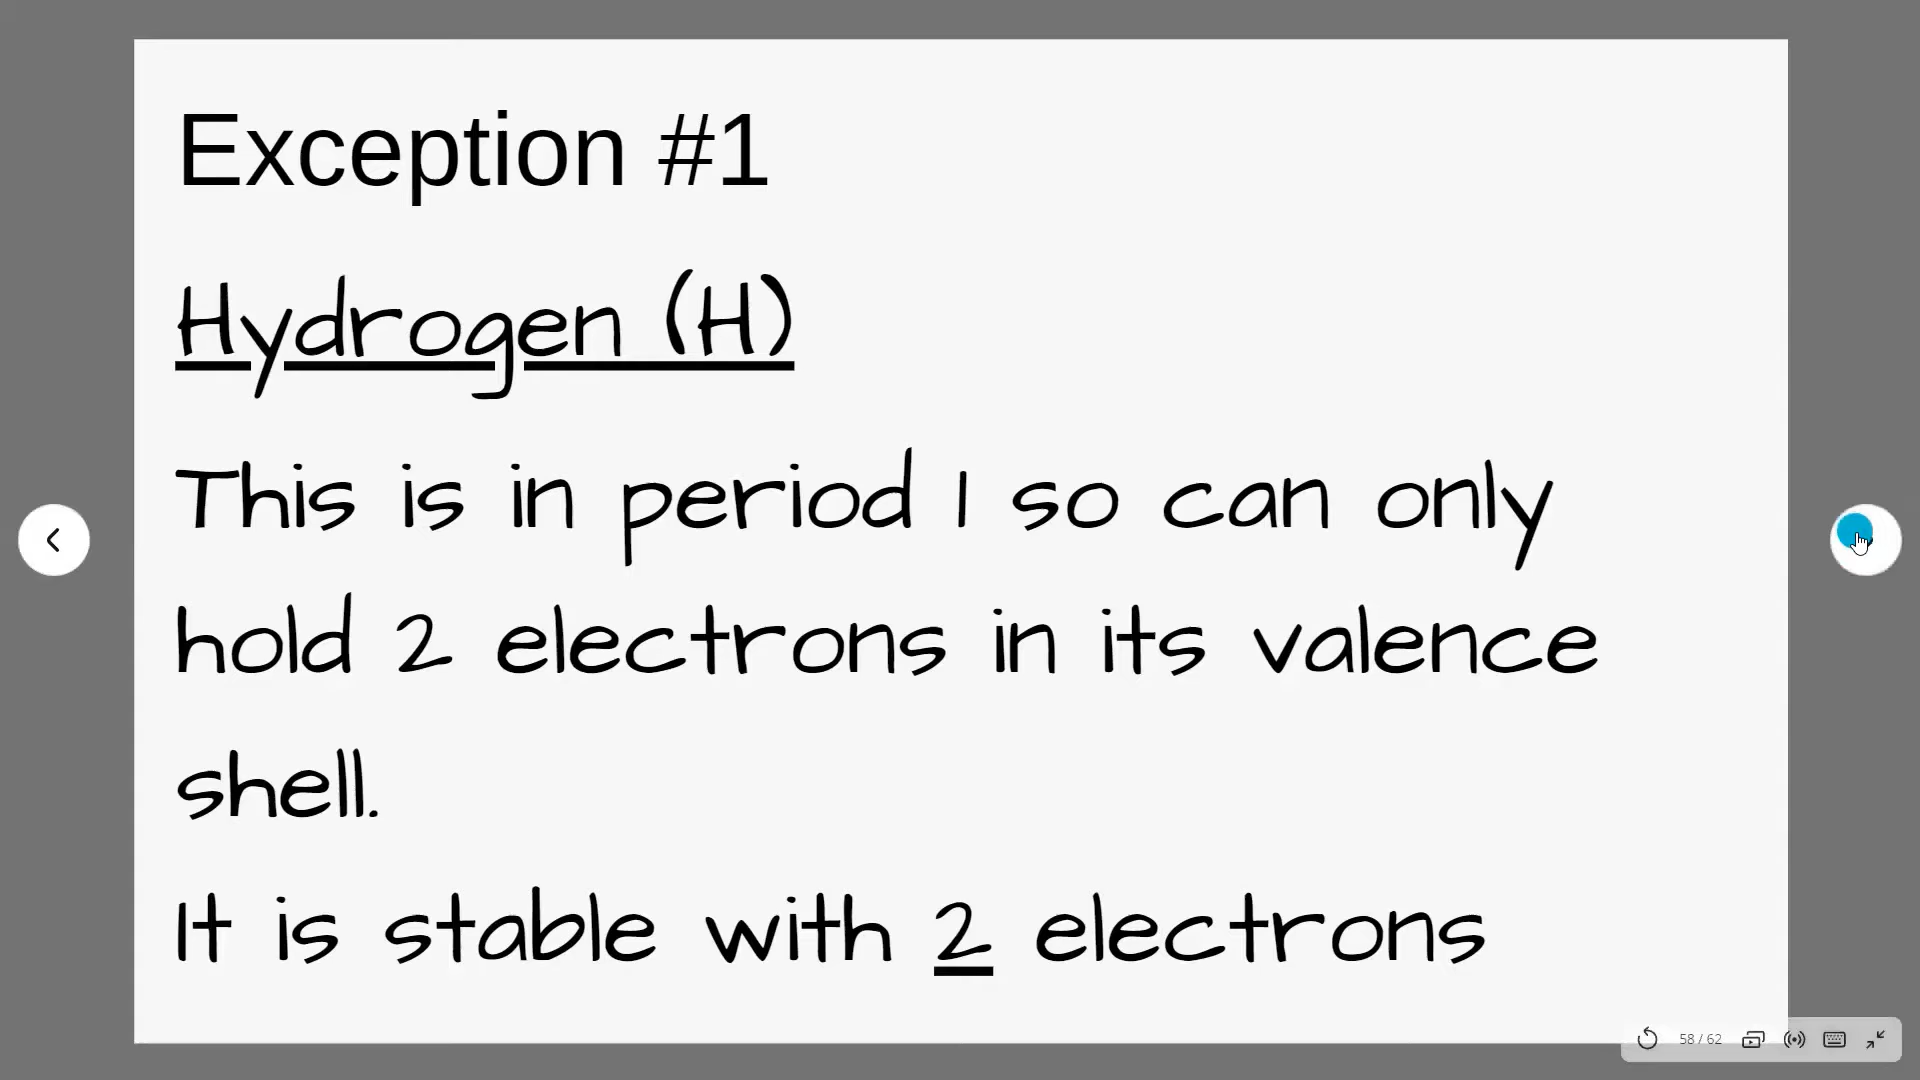 Exception #1
Hydrogen (H)
This is in period 1 so can only
hold 2 electrons in its valence
shell.
It is stable with 2 electrons
58 / 62